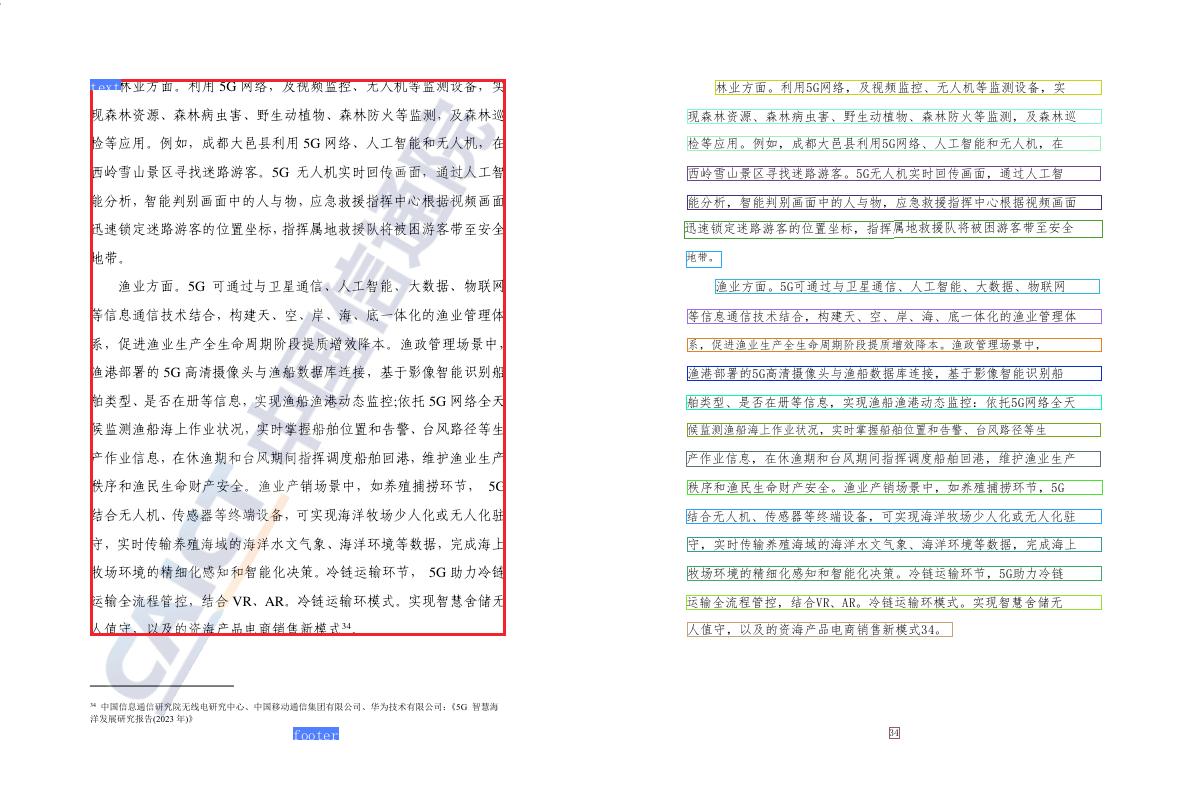 text林业方面。利用 5G 网络，及视频监控、无人机等监测设备，实
现森林资源、森林病虫害、野生动植物、森林防火等监测，及森林巡
检等应用。例如，成都大邑县利用 5G 网络、人工智能和无人机，在
西岭雪山景区寻找迷路游客。5G 无人机实时回传画面，通过人工智
能分析，智能判别画面中的人与物，应急救援指挥中心根据视频画面
迅速锁定迷路游客的位置坐标，指挥属地救援队将被困游客带至安全
地带。
渔业方面。5G 可通过与卫星通信、人工智能、大数据、物联网
等信息通信技术结合，构建天、空、岸、海、底一体化的渔业管理体
系，促进渔业生产全生命周期阶段提质增效降本。渔政管理场景中，
渔港部署的 5G 高清摄像头与渔船数据库连接，基于影像智能识别船
舶类型、是否在册等信息，实现渔船渔港动态监控;依托 5G 网络全天
候监测渔船海上作业状况，实时掌握船舶位置和告警、台风路径等生
产作业信息，在休渔期和台风期间指挥调度船舶回港，维护渔业生产
秩序和渔民生命财产安全。渔业产销场景中，如养殖捕捞环节， 5G
结合无人机、传感器等终端设备，可实现海洋牧场少人化或无人化驻
守，实时传输养殖海域的海洋水文气象、海洋环境等数据，完成海上
牧场环境的精细化感知和智能化决策。冷链运输环节， 5G 助力冷链
运输全流程管控，结合 VR、AR。冷链运输环模式。实现智慧舍储无
人值守，以及的资海产品电商销售新模式34.
34 中国信息通信研究院无线电研究中心、中国移动通信集团有限公司、华为技术有限公司：《5G 智慧海
洋发展研究报告(2023 年)》
footer
CAICT 中国信通院
林业方面。利用5G网络，及视频监控、无人机等监测设备，实
现森林资源、森林病虫害、野生动植物、森林防火等监测，及森林巡
检等应用。例如，成都大邑县利用5G网络、人工智能和无人机，在
西岭雪山景区寻找迷路游客。5G无人机实时回传画面，通过人工智
能分析，智能判别画面中的人与物，应急救援指挥中心根据视频画面
迅速锁定迷路游客的位置坐标，指挥属地救援队将被困游客带至安全
地带。
渔业方面。5G可通过与卫星通信、人工智能、大数据、物联网
等信息通信技术结合，构建天、空、岸、海、底一体化的渔业管理体
系，促进渔业生产全生命周期阶段提质增效降本。渔政管理场景中，
渔港部署的5G高清摄像头与渔船数据库连接，基于影像智能识别船
舶类型、是否在册等信息，实现渔船渔港动态监控：依托5G网络全天
候监测渔船海上作业状况，实时掌握船舶位置和告警、台风路径等生
产作业信息，在休渔期和台风期间指挥调度船舶回港，维护渔业生产
秩序和渔民生命财产安全。渔业产销场景中，如养殖捕捞环节，5G
结合无人机、传感器等终端设备，可实现海洋牧场少人化或无人化驻
守，实时传输养殖海域的海洋水文气象、海洋环境等数据，完成海上
牧场环境的精细化感知和智能化决策。冷链运输环节，5G助力冷链
运输全流程管控，结合VR、AR。冷链运输环模式。实现智慧舍储无
人值守，以及的资海产品电商销售新模式34。
34